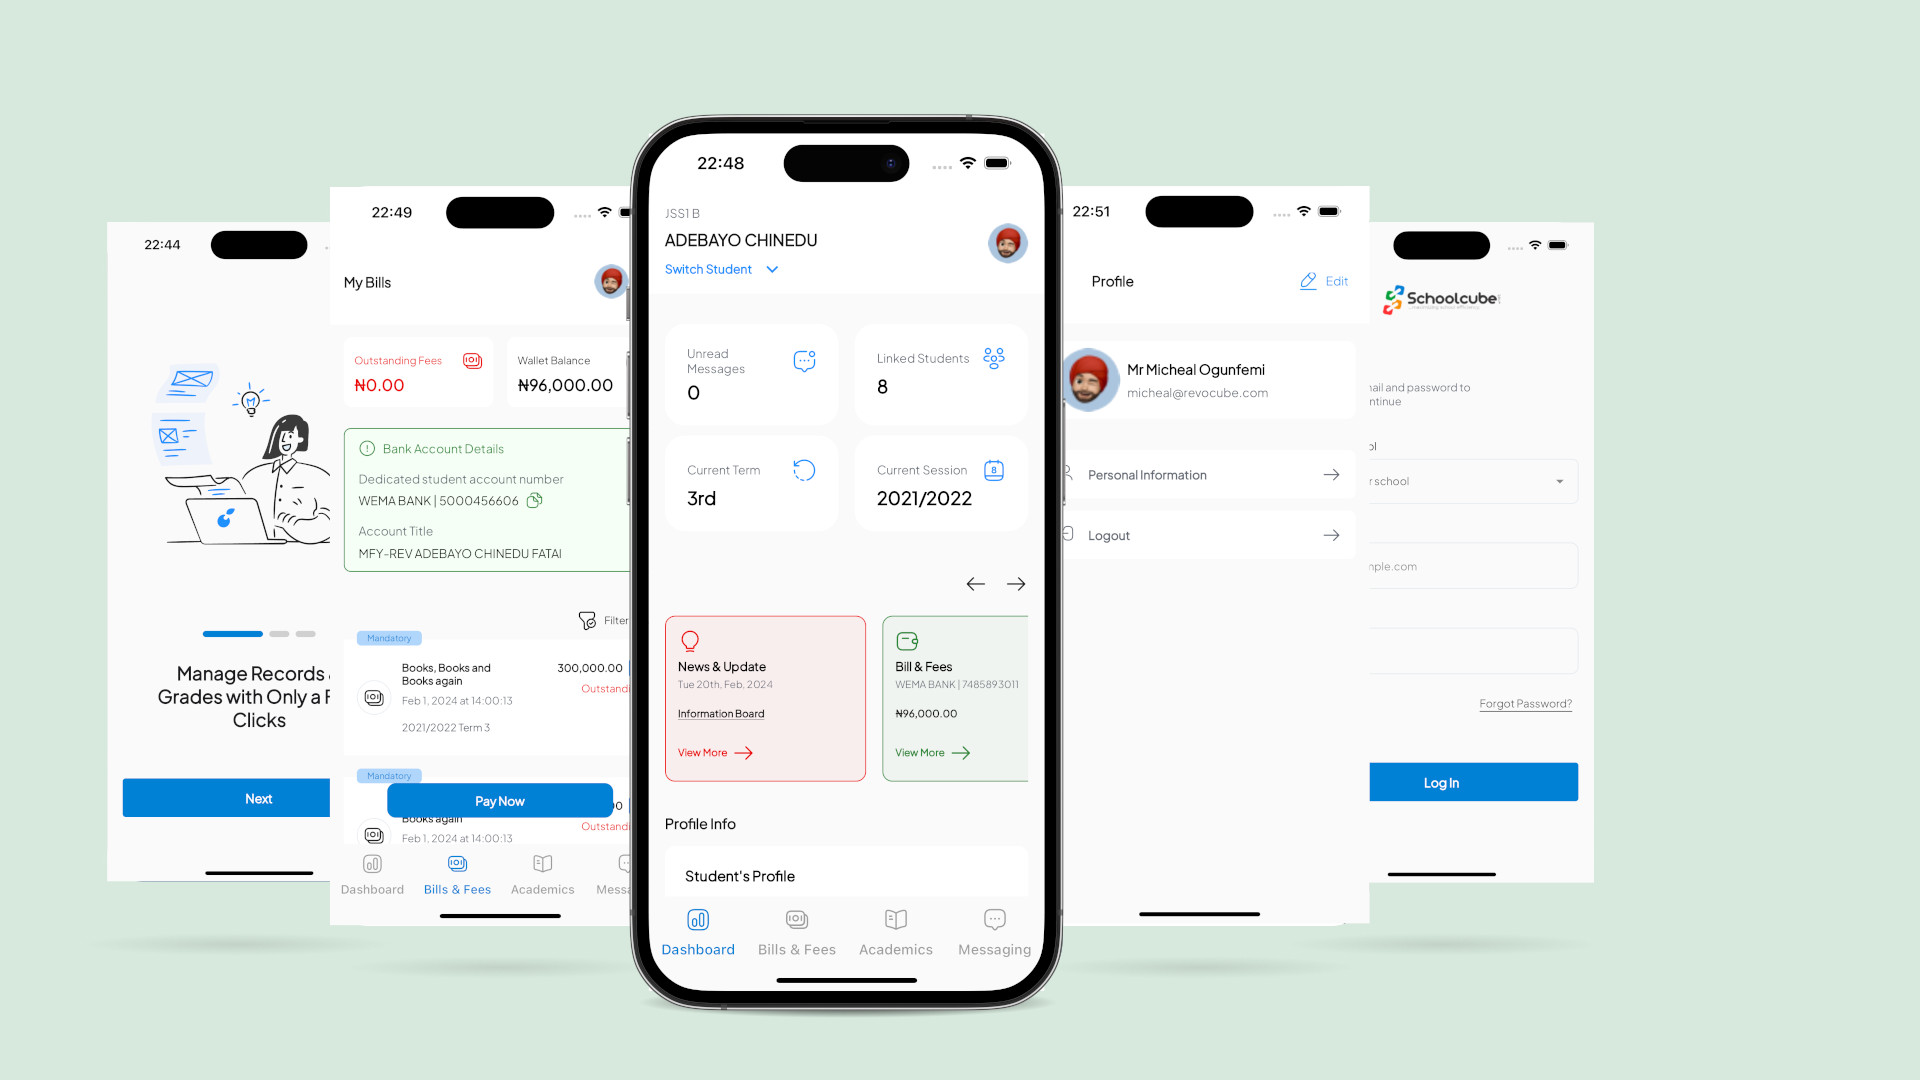 22:44
Manage Records
Grades with Only a F
Clicks
Next
22:49
My Bills
Outstanding Fees
₦0.00
Wallet Balance
₦96,000.00
Bank Account Details
Dedicated student account number
WEMA BANK | 5000456606
Account Title
MFY-REV ADEBAYO CHINEDU FATAI
Filter
Mandatory
Books, Books and
Books again
300,000.00
Outstandi
Feb 1, 2024 at 14:00:13
2021/2022 Term 3
Mandatory
Pay Now
Books again
00
Outstandi
Feb 1, 2024 at 14:00:13
Dashboard
Bills & Fees
Academics
Messa
22:48
JSS1 B
ADEBAYO CHINEDU
Switch Student
Unread
Messages
0
Linked Students
8
Current Term
3rd
Current Session
8
2021/2022
News & Update
Tue 20th, Feb, 2024
Information Board
View More
Bill & Fees
WEMA BANK | 7485893011
₦96,000.00
View More
Profile Info
Student's Profile
Dashboard
Bills & Fees
Academics
Messaging
22:51
Profile
Edit
Mr Micheal Ogunfemi
micheal@revocube.com
Personal Information
Logout
Schoolcube
nail and password to
ntinue
ol
r school
mple.com
Forgot Password?
Log In